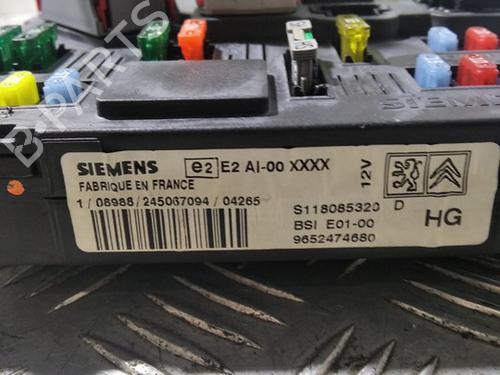 SIEMENS e2 E2 AI-00 XXXX
FABRIQUE EN FRANCE
1/08988/245067094/04265
12V
S118085320 D
BSI E01-00 HG
9652474680
SIEMENS
B-PARTS